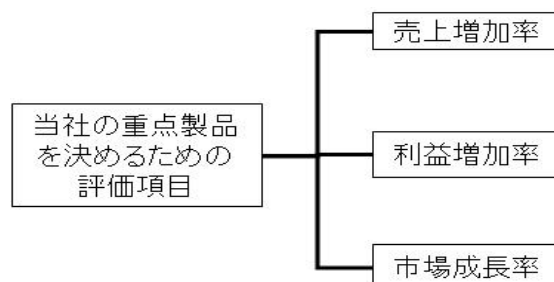 売上増加率
当社の重点製品
を決めるための
評価項目
利益増加率
市場成長率